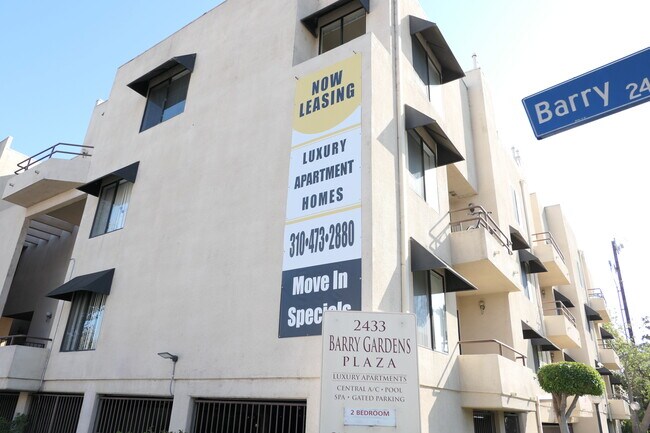 NOW
LEASING
LUXURY
APARTMENT
HOMES
310•473•2880
Move In
Specials
Barry 24
2433
BARRY GARDENS
PLAZA
LUXURY APARTMENTS
CENTRAL A/C • POOL
SPA • GATED PARKING
2 BEDROOM